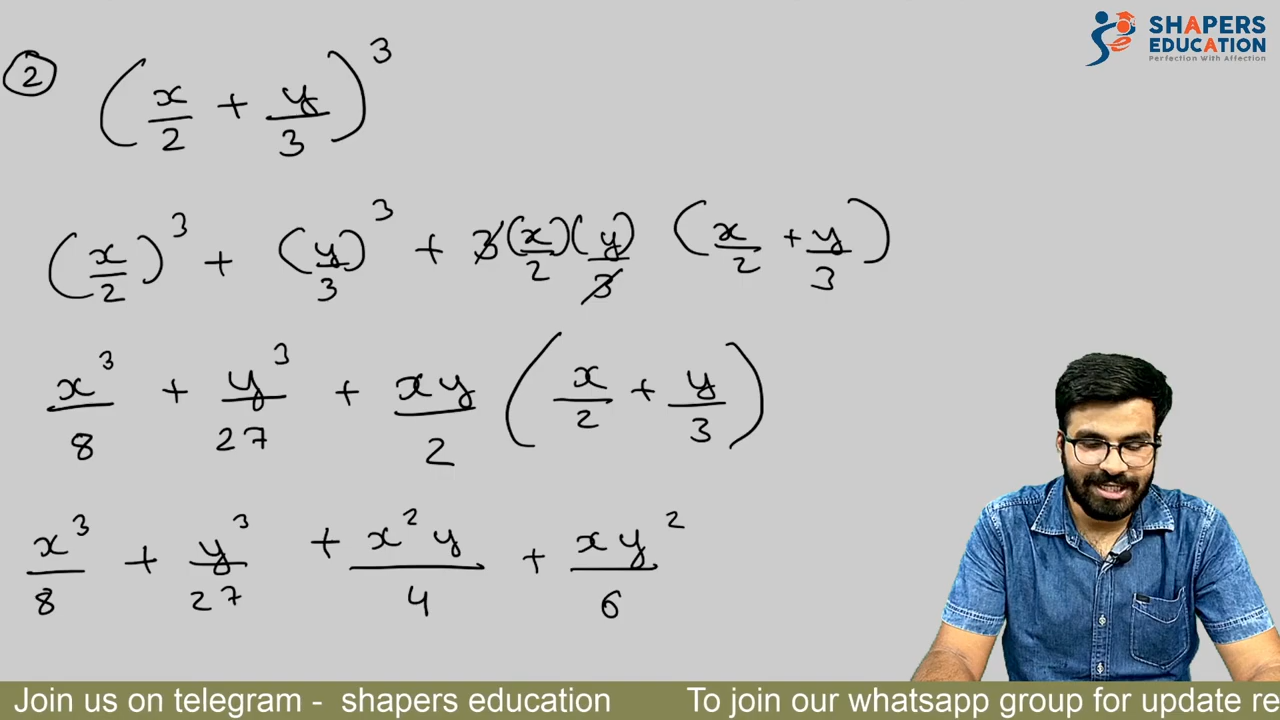 SHAPERS
EDUCATION
Perfection With Affection
② (x/2 + y/3)³
(x/2)³ + (y/3)³ + 3(x/2)(y/3) (x/2 + y/3)
x³/8 + y³/27 + xy/2 (x/2 + y/3)
x³/8 + y³/27 + x²y/4 + xy²/6
Join us on telegram - shapers education To join our whatsapp group for update re